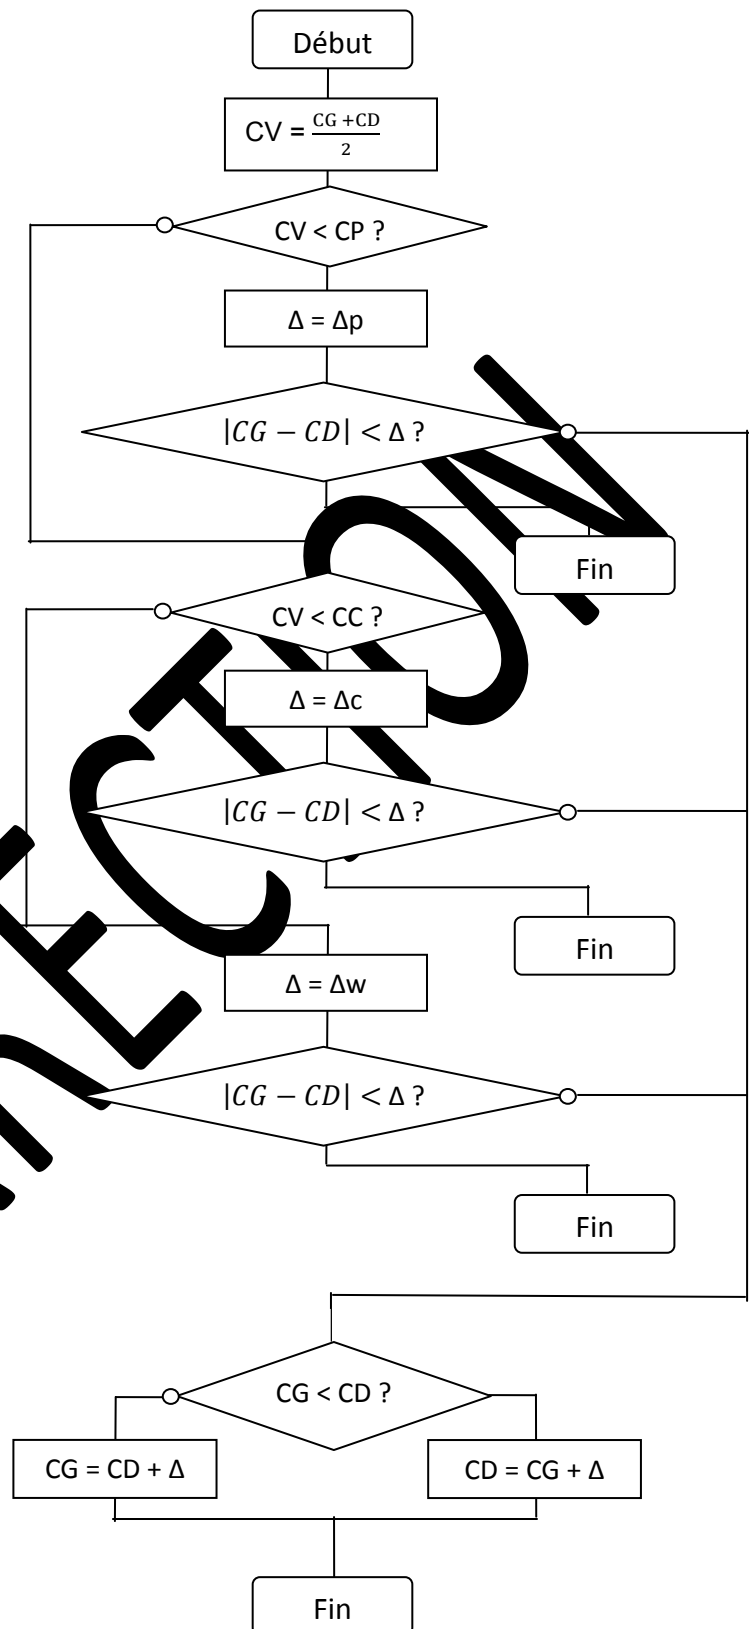 Début
CV = CG + CD / 2
CV < CP ?
Δ = Δp
|CG − CD| < Δ ?
Fin
CV < CC ?
Δ = Δc
|CG − CD| < Δ ?
Fin
Δ = Δw
|CG − CD| < Δ ?
Fin
CG < CD ?
CG = CD + Δ
CD = CG + Δ
Fin